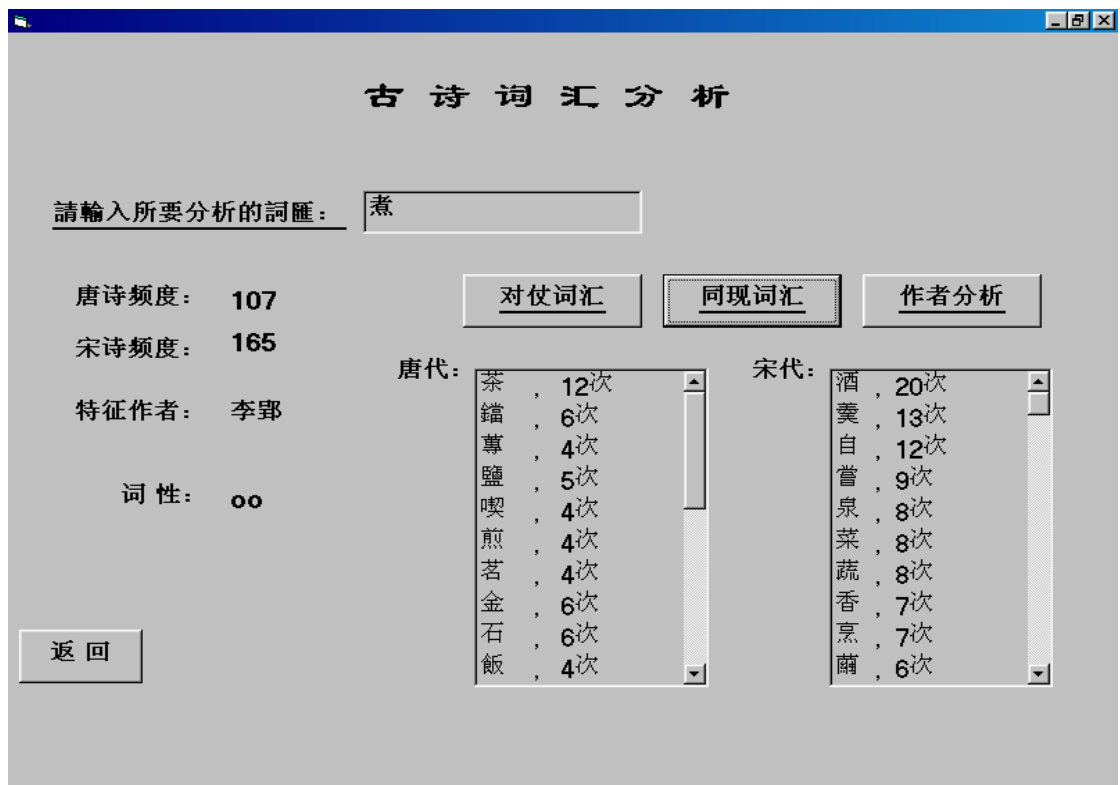 古诗词汇分析
請輸入所要分析的詞匯： 煮
唐诗频度： 107
宋诗频度： 165
特征作者： 李郢
词 性： oo
返 回
对仗词汇 同现词汇 作者分析
唐代：
茶 , 12次
鐺 , 6次
蓴 , 4次
鹽 , 5次
喫 , 4次
煎 , 4次
茗 , 4次
金 , 6次
石 , 6次
飯 , 4次
宋代：
酒 , 20次
羹 , 13次
自 , 12次
嘗 , 9次
泉 , 8次
菜 , 8次
蔬 , 8次
香 , 7次
烹 , 7次
繭 , 6次